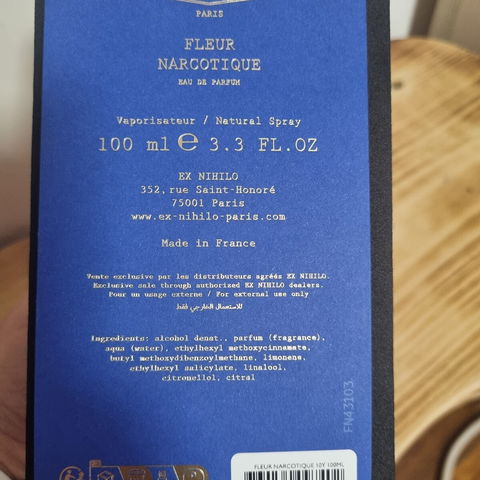 PARIS
FLEUR
NARCOTIQUE
EAU DE PARFUM
Vaporisateur / Natural Spray
100 ml ℮ 3.3 FL.OZ
EX NIHILO
352, rue Saint-Honoré
75001 Paris
www.ex-nihilo-paris.com
Made in France
Vente exclusive par les distributeurs agréés EX NIHILO.
Exclusive sale through authorized EX NIHILO dealers.
Pour un usage externe / For external use only
للاستعمال الخارجي فقط
Ingredients: alcohol denat., parfum (fragrance),
aqua (water), ethylhexyl methoxycinnamate,
butyl methoxydibenzoylmethane, limonene,
ethylhexyl salicylate, linalool,
citronellol, citral
FN43103
FLEUR NARCOTIQUE 10Y 100ML